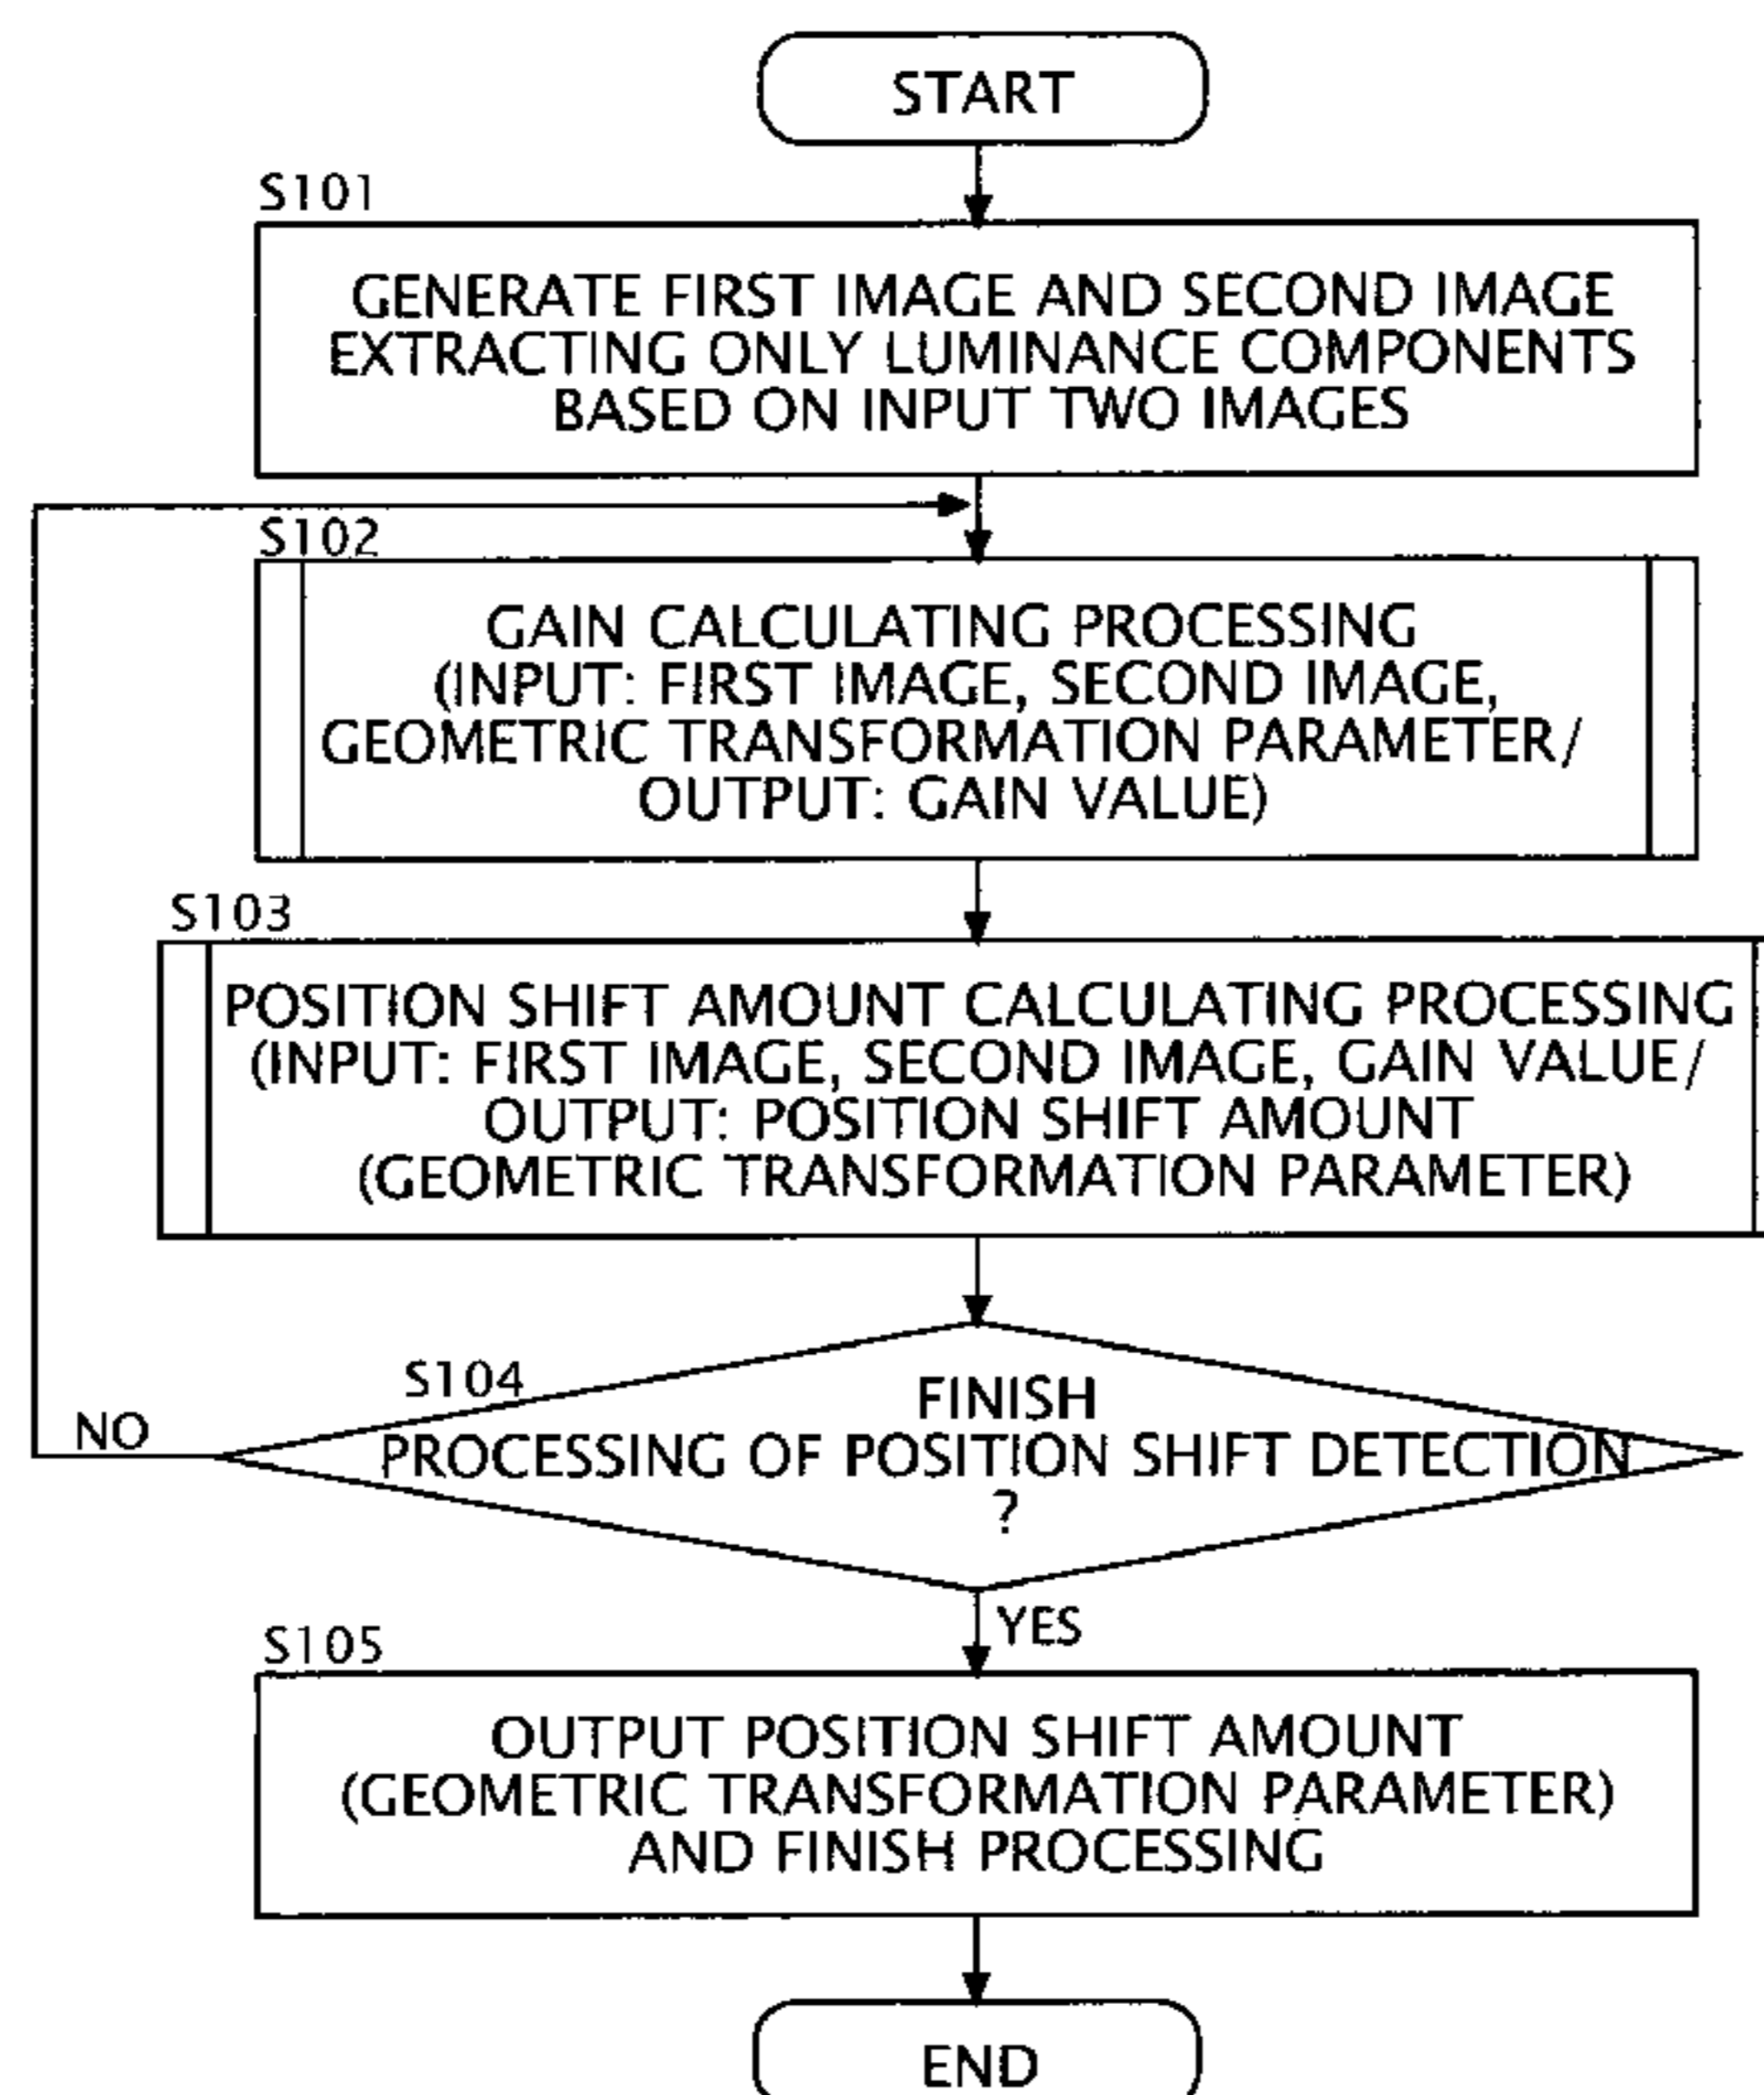 START
S101
GENERATE FIRST IMAGE AND SECOND IMAGE
EXTRACTING ONLY LUMINANCE COMPONENTS
BASED ON INPUT TWO IMAGES
S102
GAIN CALCULATING PROCESSING
(INPUT: FIRST IMAGE, SECOND IMAGE,
GEOMETRIC TRANSFORMATION PARAMETER/
OUTPUT: GAIN VALUE)
S103
POSITION SHIFT AMOUNT CALCULATING PROCESSING
(INPUT: FIRST IMAGE, SECOND IMAGE, GAIN VALUE/
OUTPUT: POSITION SHIFT AMOUNT
(GEOMETRIC TRANSFORMATION PARAMETER)
S104
FINISH
NO
PROCESSING OF POSITION SHIFT DETECTION
?
YES
S105
OUTPUT POSITION SHIFT AMOUNT
(GEOMETRIC TRANSFORMATION PARAMETER)
AND FINISH PROCESSING
END